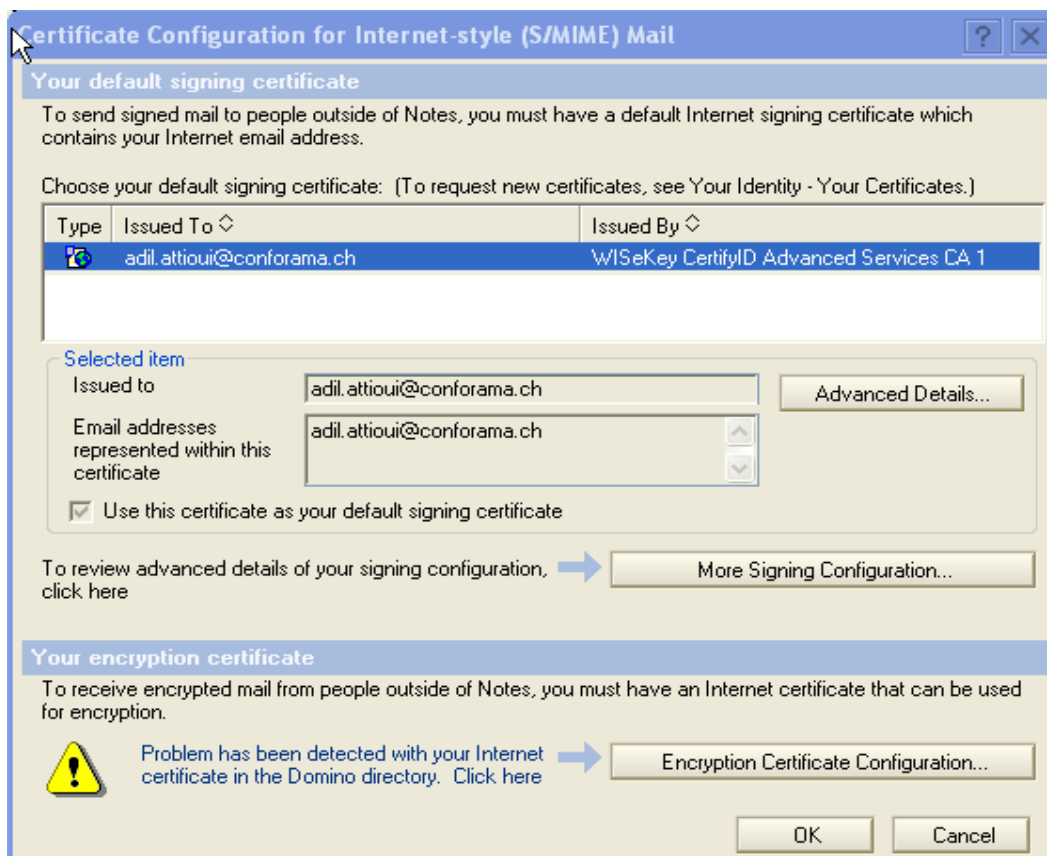 Certificate Configuration for Internet-style (S/MIME) Mail
Your default signing certificate
To send signed mail to people outside of Notes, you must have a default Internet signing certificate which
contains your Internet email address.
Choose your default signing certificate: (To request new certificates, see Your Identity - Your Certificates.)
Type Issued To Issued By
adil.attioui@conforama.ch WISeKey CertifyID Advanced Services CA 1
Selected item
Issued to adil.attioui@conforama.ch Advanced Details...
Email addresses
represented within this
certificate
adil.attioui@conforama.ch
Use this certificate as your default signing certificate
To review advanced details of your signing configuration,
click here
More Signing Configuration...
Your encryption certificate
To receive encrypted mail from people outside of Notes, you must have an Internet certificate that can be used
for encryption.
Problem has been detected with your Internet
certificate in the Domino directory. Click here
Encryption Certificate Configuration...
OK Cancel